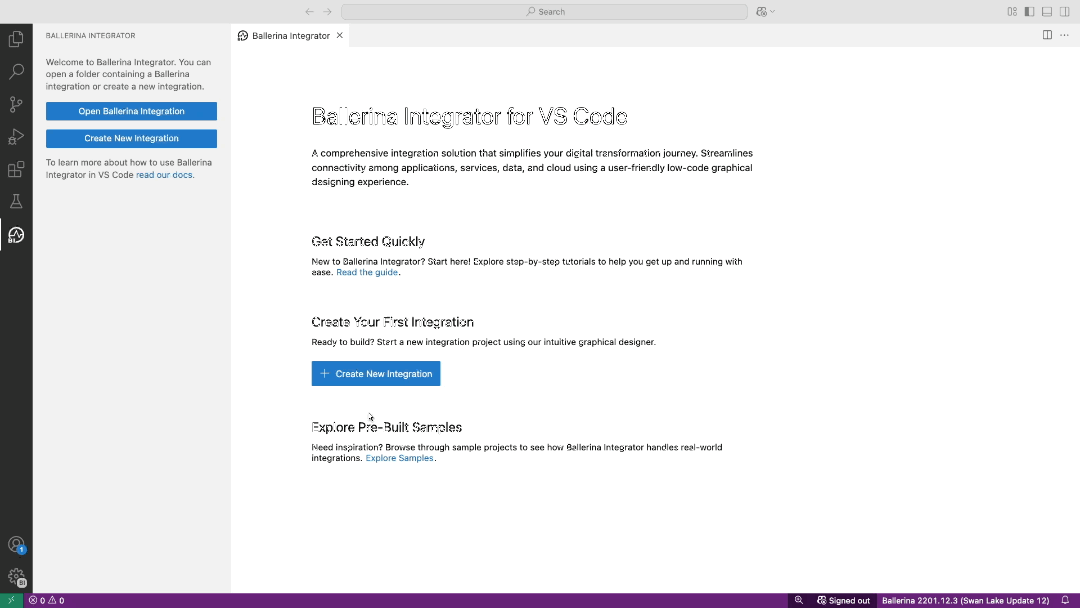 Search
BALLERINA INTEGRATOR
Ballerina Integrator
Welcome to Ballerina Integrator. You can
open a folder containing a Ballerina
integration or create a new integration.
Open Ballerina Integration
Create New Integration
To learn more about how to use Ballerina
Integrator in VS Code read our docs.
Ballerina Integrator for VS Code
A comprehensive integration solution that simplifies your digital transformation journey. Streamlines
connectivity among applications, services, data, and cloud using a user-friendly low-code graphical
designing experience.
Get Started Quickly
New to Ballerina Integrator? Start here! Explore step-by-step tutorials to help you get up and running with
ease. Read the guide.
Create Your First Integration
Ready to build? Start a new integration project using our intuitive graphical designer.
Create New Integration
Explore Pre-Built Samples
Need inspiration? Browse through sample projects to see how Ballerina Integrator handles real-world
integrations. Explore Samples.
BI
1
BI
0 0
Signed out
Ballerina 2201.12.3 (Swan Lake Update 12)